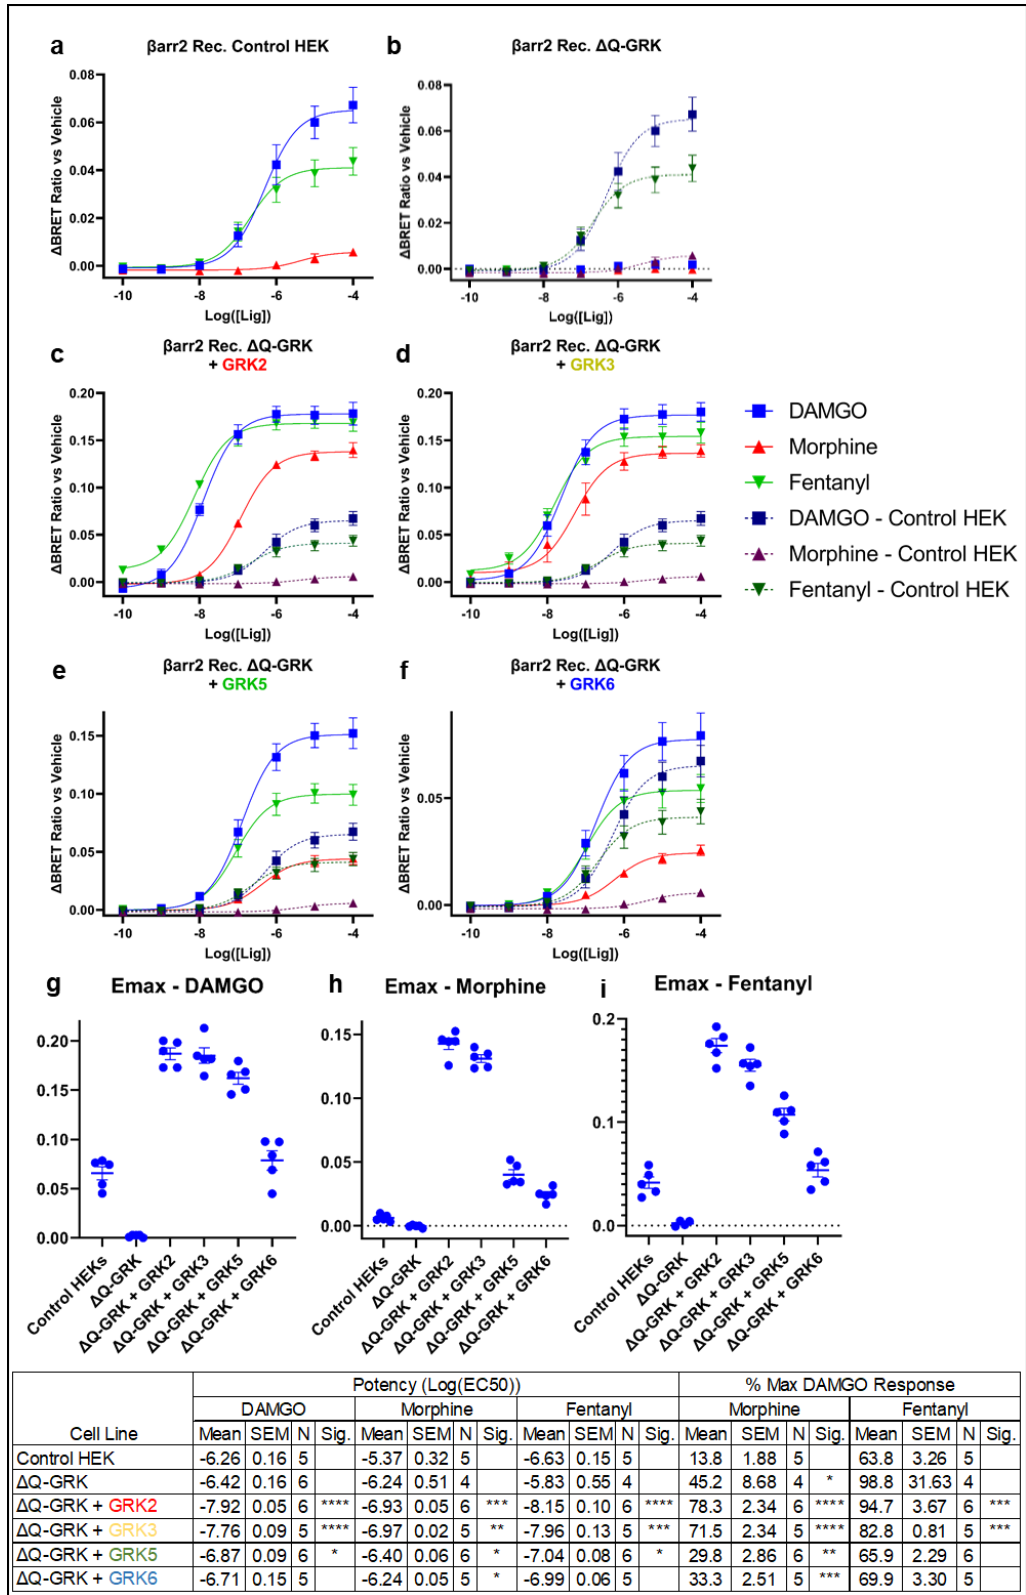 a
βarr2 Rec. Control HEK
ΔBRET Ratio vs Vehicle
0.08
0.06
0.04
0.02
0.00
-10
-8
-6
-4
Log([Lig])
b
βarr2 Rec. ΔQ-GRK
ΔBRET Ratio vs Vehicle
0.08
0.06
0.04
0.02
0.00
-10
-8
-6
-4
Log([Lig])
c
βarr2 Rec. ΔQ-GRK
+ GRK2
ΔBRET Ratio vs Vehicle
0.20
0.15
0.10
0.05
0.00
-10
-8
-6
-4
Log([Lig])
d
βarr2 Rec. ΔQ-GRK
+ GRK3
ΔBRET Ratio vs Vehicle
0.20
0.15
0.10
0.05
0.00
-10
-8
-6
-4
Log([Lig])
DAMGO
Morphine
Fentanyl
DAMGO - Control HEK
Morphine - Control HEK
Fentanyl - Control HEK
e
βarr2 Rec. ΔQ-GRK
+ GRK5
ΔBRET Ratio vs Vehicle
0.15
0.10
0.05
0.00
-10
-8
-6
-4
Log([Lig])
f
βarr2 Rec. ΔQ-GRK
+ GRK6
ΔBRET Ratio vs Vehicle
0.05
0.00
-10
-8
-6
-4
Log([Lig])
g
Emax - DAMGO
0.20
0.15
0.10
0.05
0.00
Control HEKs
ΔQ-GRK
ΔQ-GRK + GRK2
ΔQ-GRK + GRK3
ΔQ-GRK + GRK5
ΔQ-GRK + GRK6
h
Emax - Morphine
0.15
0.10
0.05
0.00
Control HEKs
ΔQ-GRK
ΔQ-GRK + GRK2
ΔQ-GRK + GRK3
ΔQ-GRK + GRK5
ΔQ-GRK + GRK6
i
Emax - Fentanyl
0.2
0.1
0.0
Control HEKs
ΔQ-GRK
ΔQ-GRK + GRK2
ΔQ-GRK + GRK3
ΔQ-GRK + GRK5
ΔQ-GRK + GRK6
Potency (Log(EC50)) % Max DAMGO Response
DAMGO Morphine Fentanyl Morphine Fentanyl
Cell Line Mean SEM N Sig. Mean SEM N Sig. Mean SEM N Sig. Mean SEM N Sig. Mean SEM N Sig.
Control HEK -6.26 0.16 5 -5.37 0.32 5 -6.63 0.15 5 13.8 1.88 5 63.8 3.26 5
ΔQ-GRK -6.42 0.16 6 -6.24 0.51 4 -5.83 0.55 4 45.2 8.68 4 * 98.8 31.63 4
ΔQ-GRK + GRK2 -7.92 0.05 6 **** -6.93 0.05 6 *** -8.15 0.10 6 **** 78.3 2.34 6 **** 94.7 3.67 6 ***
ΔQ-GRK + GRK3 -7.76 0.09 5 **** -6.97 0.02 5 ** -7.96 0.13 5 *** 71.5 2.34 5 **** 82.8 0.81 5 ***
ΔQ-GRK + GRK5 -6.87 0.09 6 * -6.40 0.06 6 * -7.04 0.08 6 * 29.8 2.86 6 ** 65.9 2.29 6
ΔQ-GRK + GRK6 -6.71 0.15 5 -6.24 0.05 5 * -6.99 0.06 5 33.3 2.51 5 *** 69.9 3.30 5